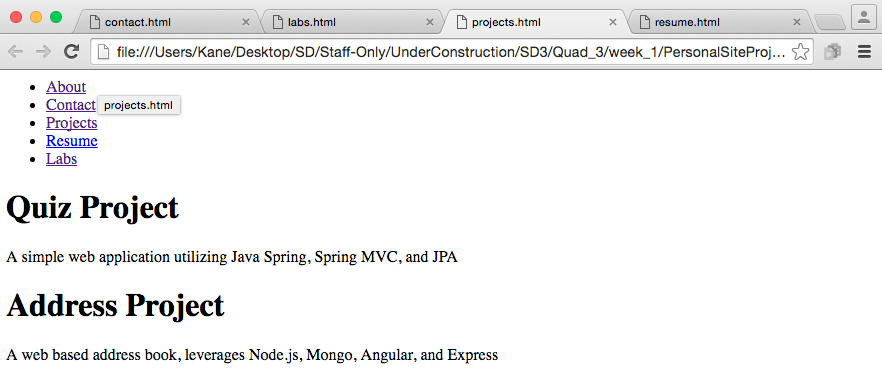 contact.html labs.html projects.html resume.html
file:///Users/Kane/Desktop/SD/Staff-Only/UnderConstruction/SD3/Quad_3/week_1/PersonalSiteProj...
About
Contact projects.html
Projects
Resume
Labs
Quiz Project
A simple web application utilizing Java Spring, Spring MVC, and JPA
Address Project
A web based address book, leverages Node.js, Mongo, Angular, and Express